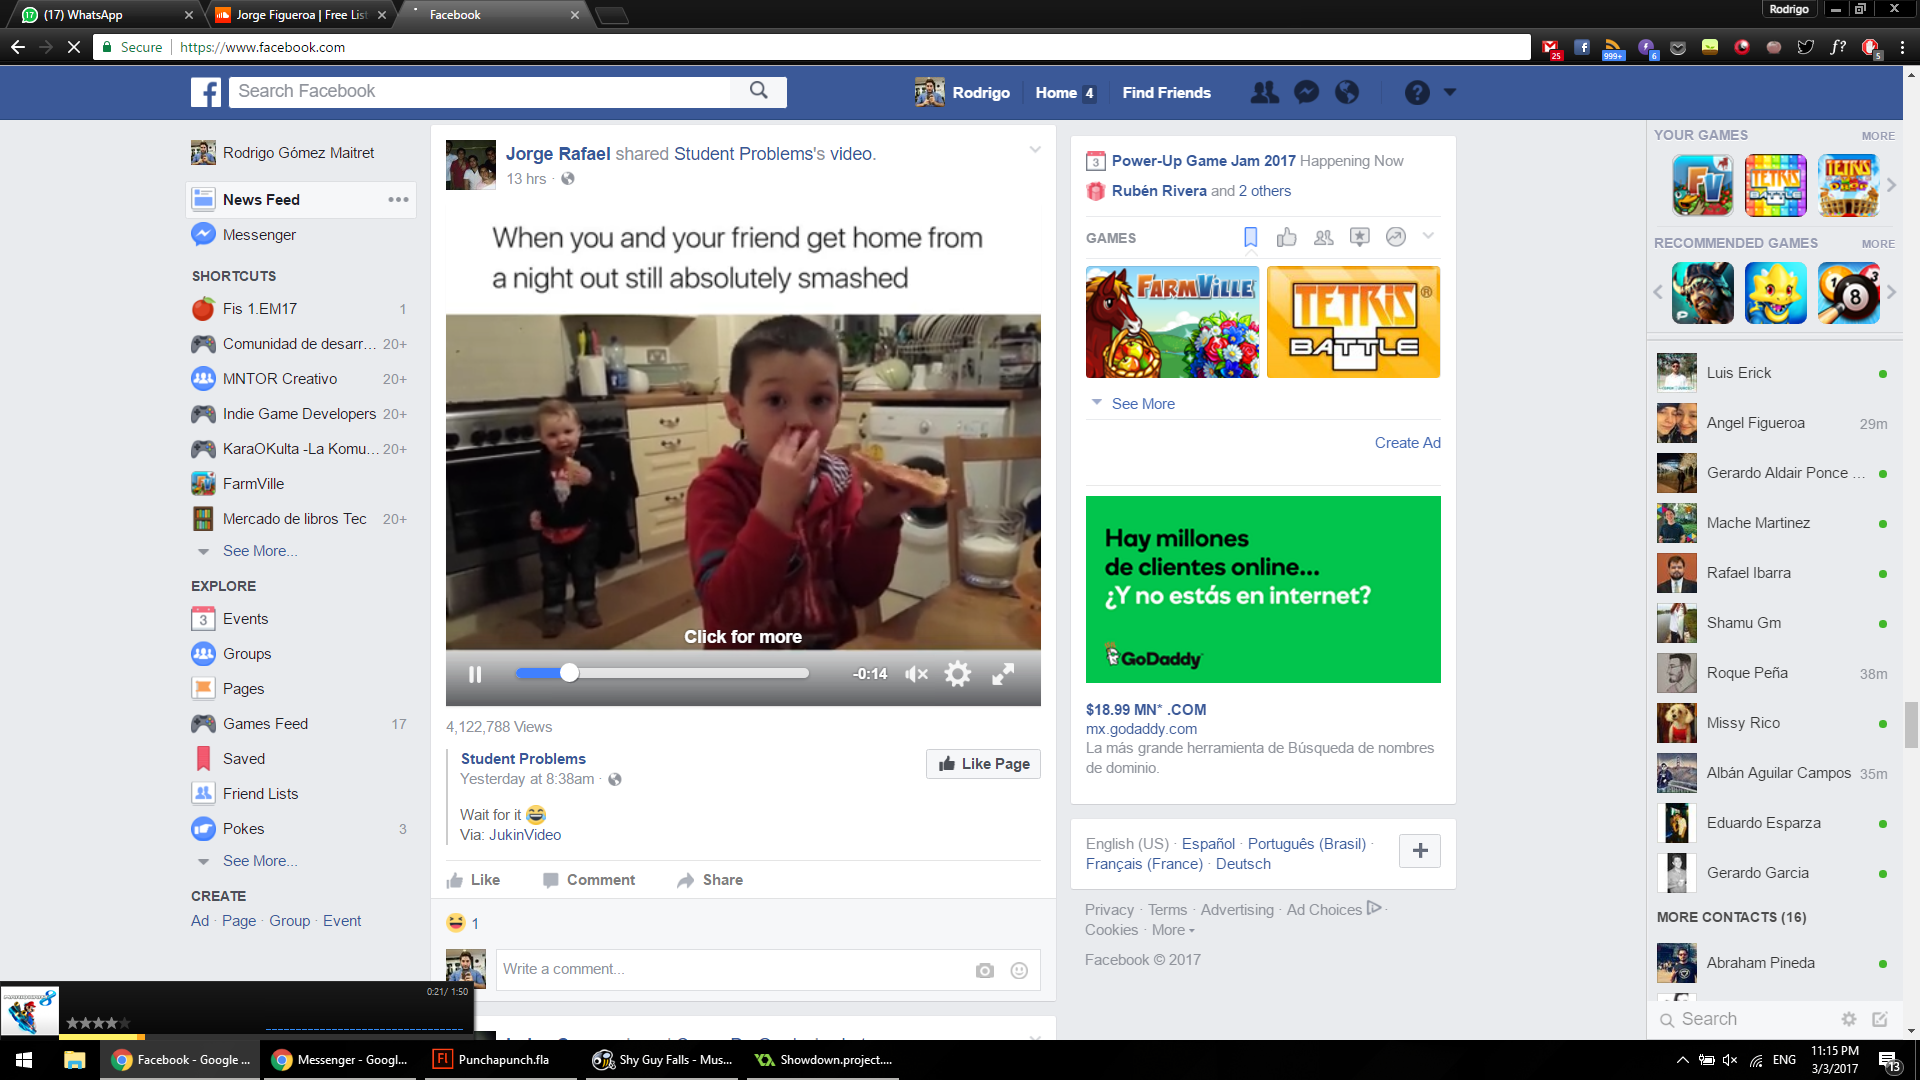 (17) WhatsApp
Jorge Figueroa | Free List
Facebook
Rodrigo
Secure
https://www.facebook.com
25
999+
6
f?
5
Search Facebook
Rodrigo
Home 4
Find Friends
Rodrigo Gómez Maitret
News Feed
Messenger
SHORTCUTS
Fis 1.EM17 1
Comunidad de desarr... 20+
MNTOR Creativo 20+
Indie Game Developers 20+
KaraOKulta -La Komu... 20+
FarmVille
Mercado de libros Tec 20+
See More...
EXPLORE
3 Events
Groups
Pages
Games Feed 17
Saved
Friend Lists
Pokes 3
See More...
CREATE
Ad · Page · Group · Event
Jorge Rafael shared Student Problems's video.
13 hrs ·
When you and your friend get home from
a night out still absolutely smashed
Click for more
-0:14
4,122,788 Views
Student Problems
Like Page
Yesterday at 8:38am ·
Wait for it
Via: JukinVideo
Like
Comment
Share
1
Write a comment...
3 Power-Up Game Jam 2017 Happening Now
Rubén Rivera and 2 others
GAMES
FARMVILLE
TETRIS®
BATTLE
See More
Create Ad
Hay millones
de clientes online...
¿Y no estás en internet?
GoDaddy
$18.99 MN* .COM
mx.godaddy.com
La más grande herramienta de Búsqueda de nombres
de dominio.
English (US) · Español · Português (Brasil) ·
Français (France) · Deutsch
Privacy · Terms · Advertising · Ad Choices ·
Cookies · More
Facebook © 2017
YOUR GAMES MORE
FV
TETRIS
BATTLE
TETRIS
RECOMMENDED GAMES MORE
P
8
Luis Erick
Angel Figueroa 29m
Gerardo Aldair Ponce ...
Mache Martinez
Rafael Ibarra
Shamu Gm
Roque Peña 38m
Missy Rico
Albán Aguilar Campos 35m
Eduardo Esparza
Gerardo Garcia
MORE CONTACTS (16)
Abraham Pineda
Search
8
0:21/ 1:50
Facebook - Google ...
Messenger - Googl...
Fl
Punchapunch.fla
Shy Guy Falls - Mus...
Showdown.project....
ENG
11:15 PM
3/3/2017
13